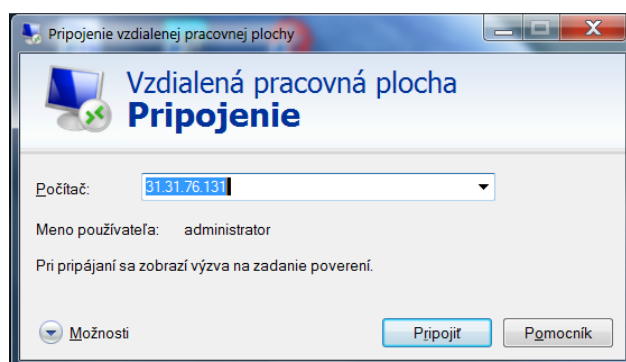 Pripojenie vzdialenej pracovnej plochy
Vzdialená pracovná plocha
Pripojenie
Počítač: 31.31.76.131
Meno používateľa: administrator
Pri pripájaní sa zobrazí výzva na zadanie poverení.
Možnosti Pripojiť Pomocník